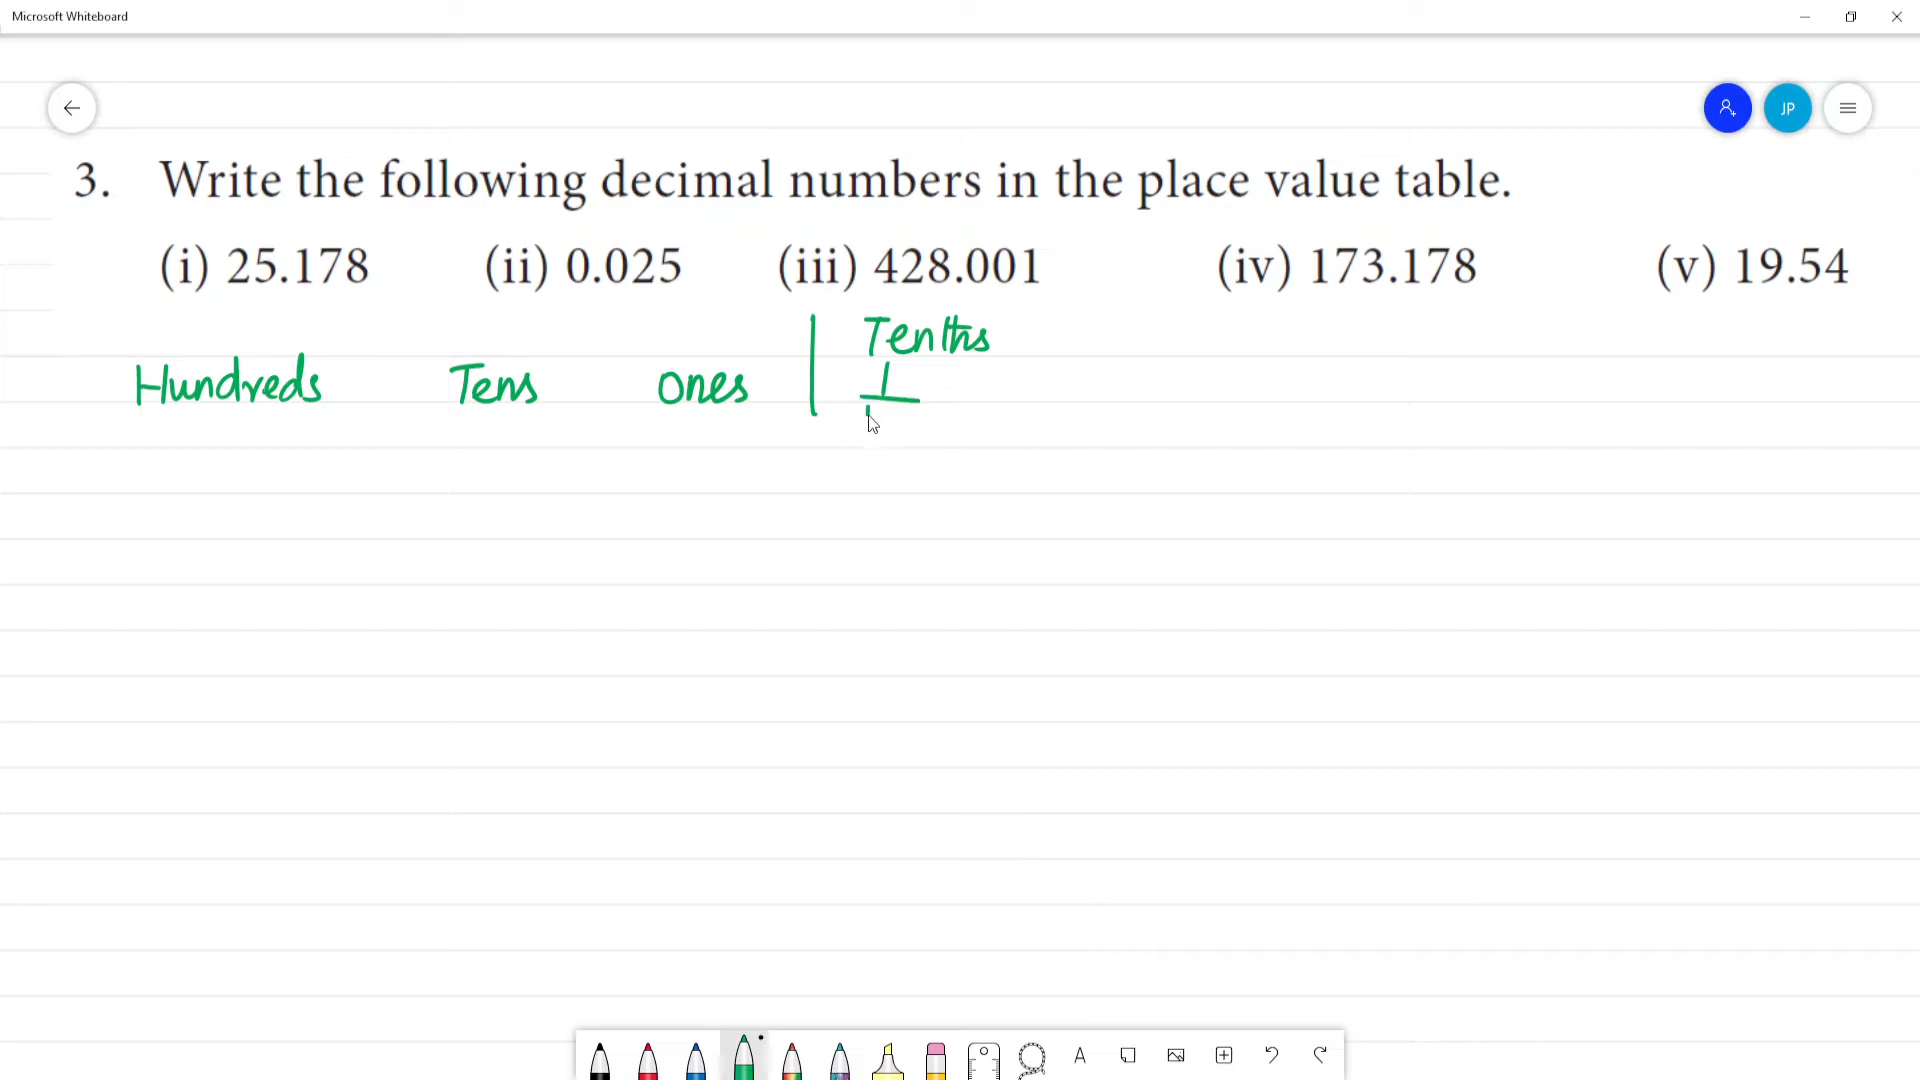 Microsoft Whiteboard
JP
3. Write the following decimal numbers in the place value table.
(i) 25.178 (ii) 0.025 (iii) 428.001 (iv) 173.178 (v) 19.54
Tenths
Hundreds Tens ones 1
1
A